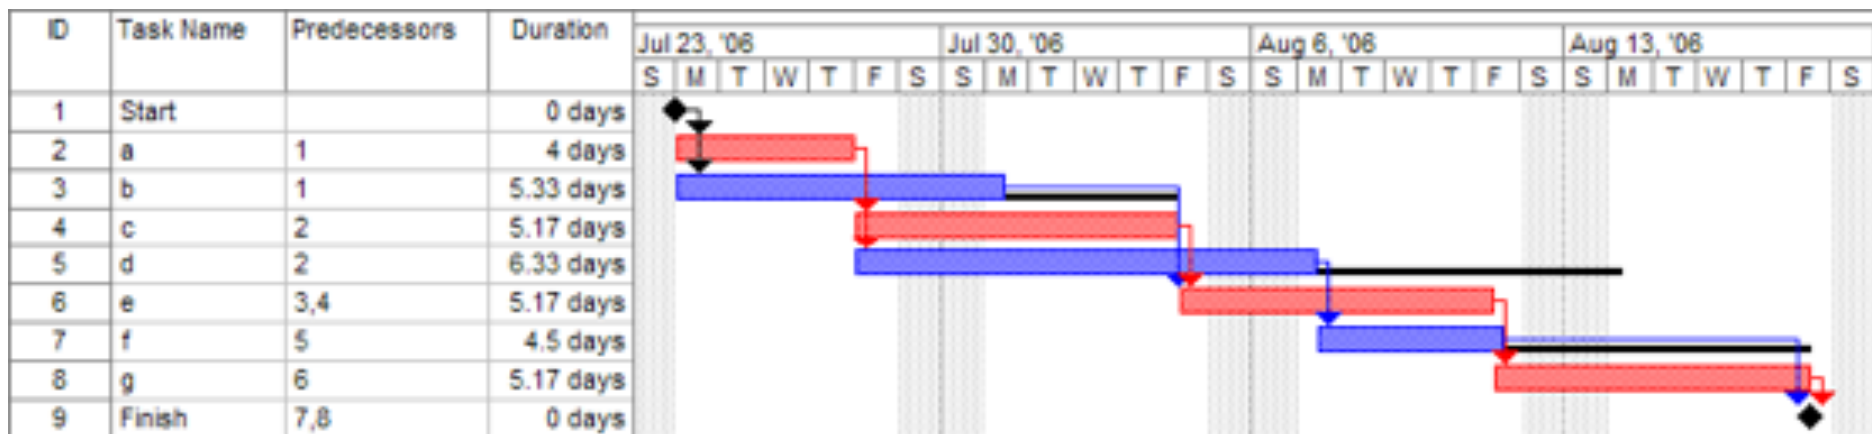 ID Task Name Predecessors Duration
Jul 23, '06 Jul 30, '06 Aug 6, '06 Aug 13, '06
S M T W T F S S M T W T F S S M T W T F S S M T W T F S
1 Start 0 days
2 a 1 4 days
3 b 1 5.33 days
4 c 2 5.17 days
5 d 2 6.33 days
6 e 3,4 5.17 days
7 f 5 4.5 days
8 g 6 5.17 days
9 Finish 7,8 0 days